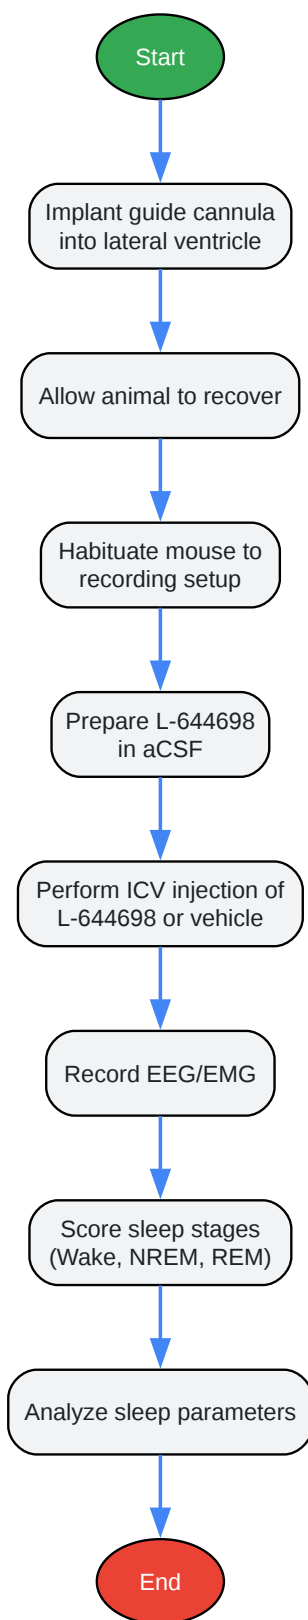 Start
Implant guide cannula
into lateral ventricle
Allow animal to recover
Habituate mouse to
recording setup
Prepare L-644698
in aCSF
Perform ICV injection of
L-644698 or vehicle
Record EEG/EMG
Score sleep stages
(Wake, NREM, REM)
Analyze sleep parameters
End